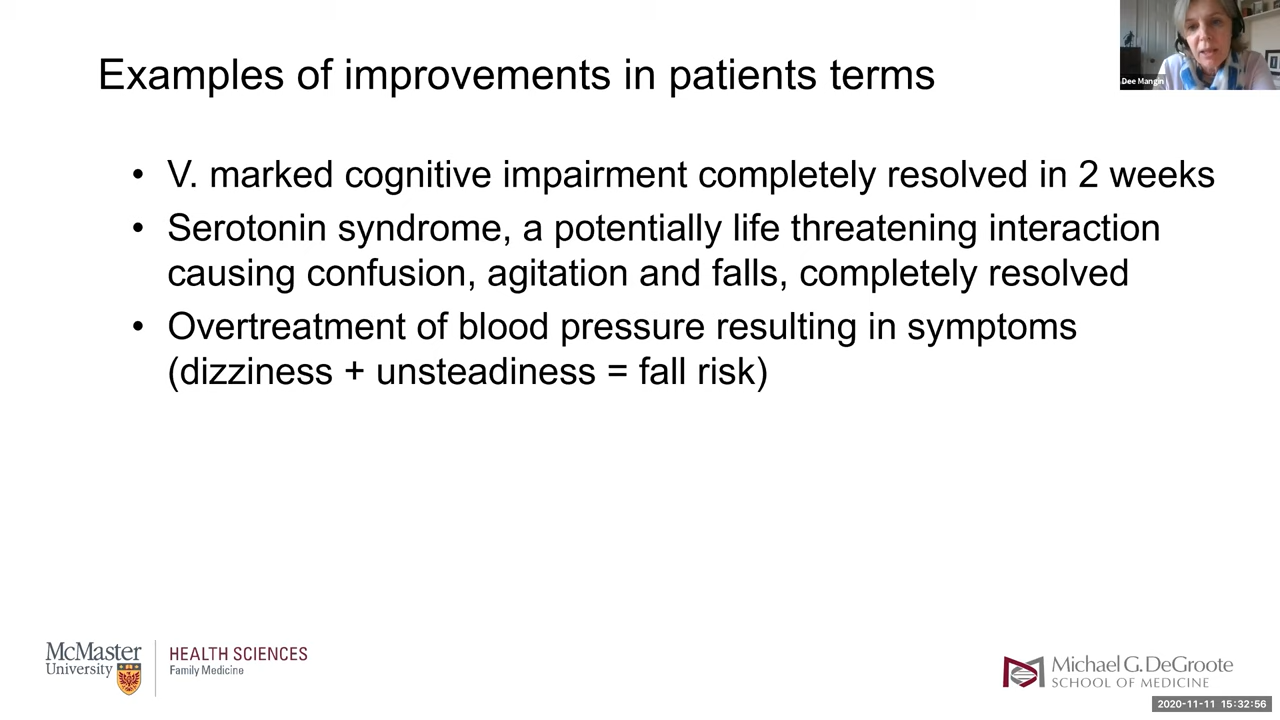 Examples of improvements in patients terms
Dee Mangin
• V. marked cognitive impairment completely resolved in 2 weeks
• Serotonin syndrome, a potentially life threatening interaction
causing confusion, agitation and falls, completely resolved
• Overtreatment of blood pressure resulting in symptoms
(dizziness + unsteadiness = fall risk)
McMaster
University
HEALTH SCIENCES
Family Medicine
Michael G. DeGroote
SCHOOL OF MEDICINE
2020-11-11 15:32:56